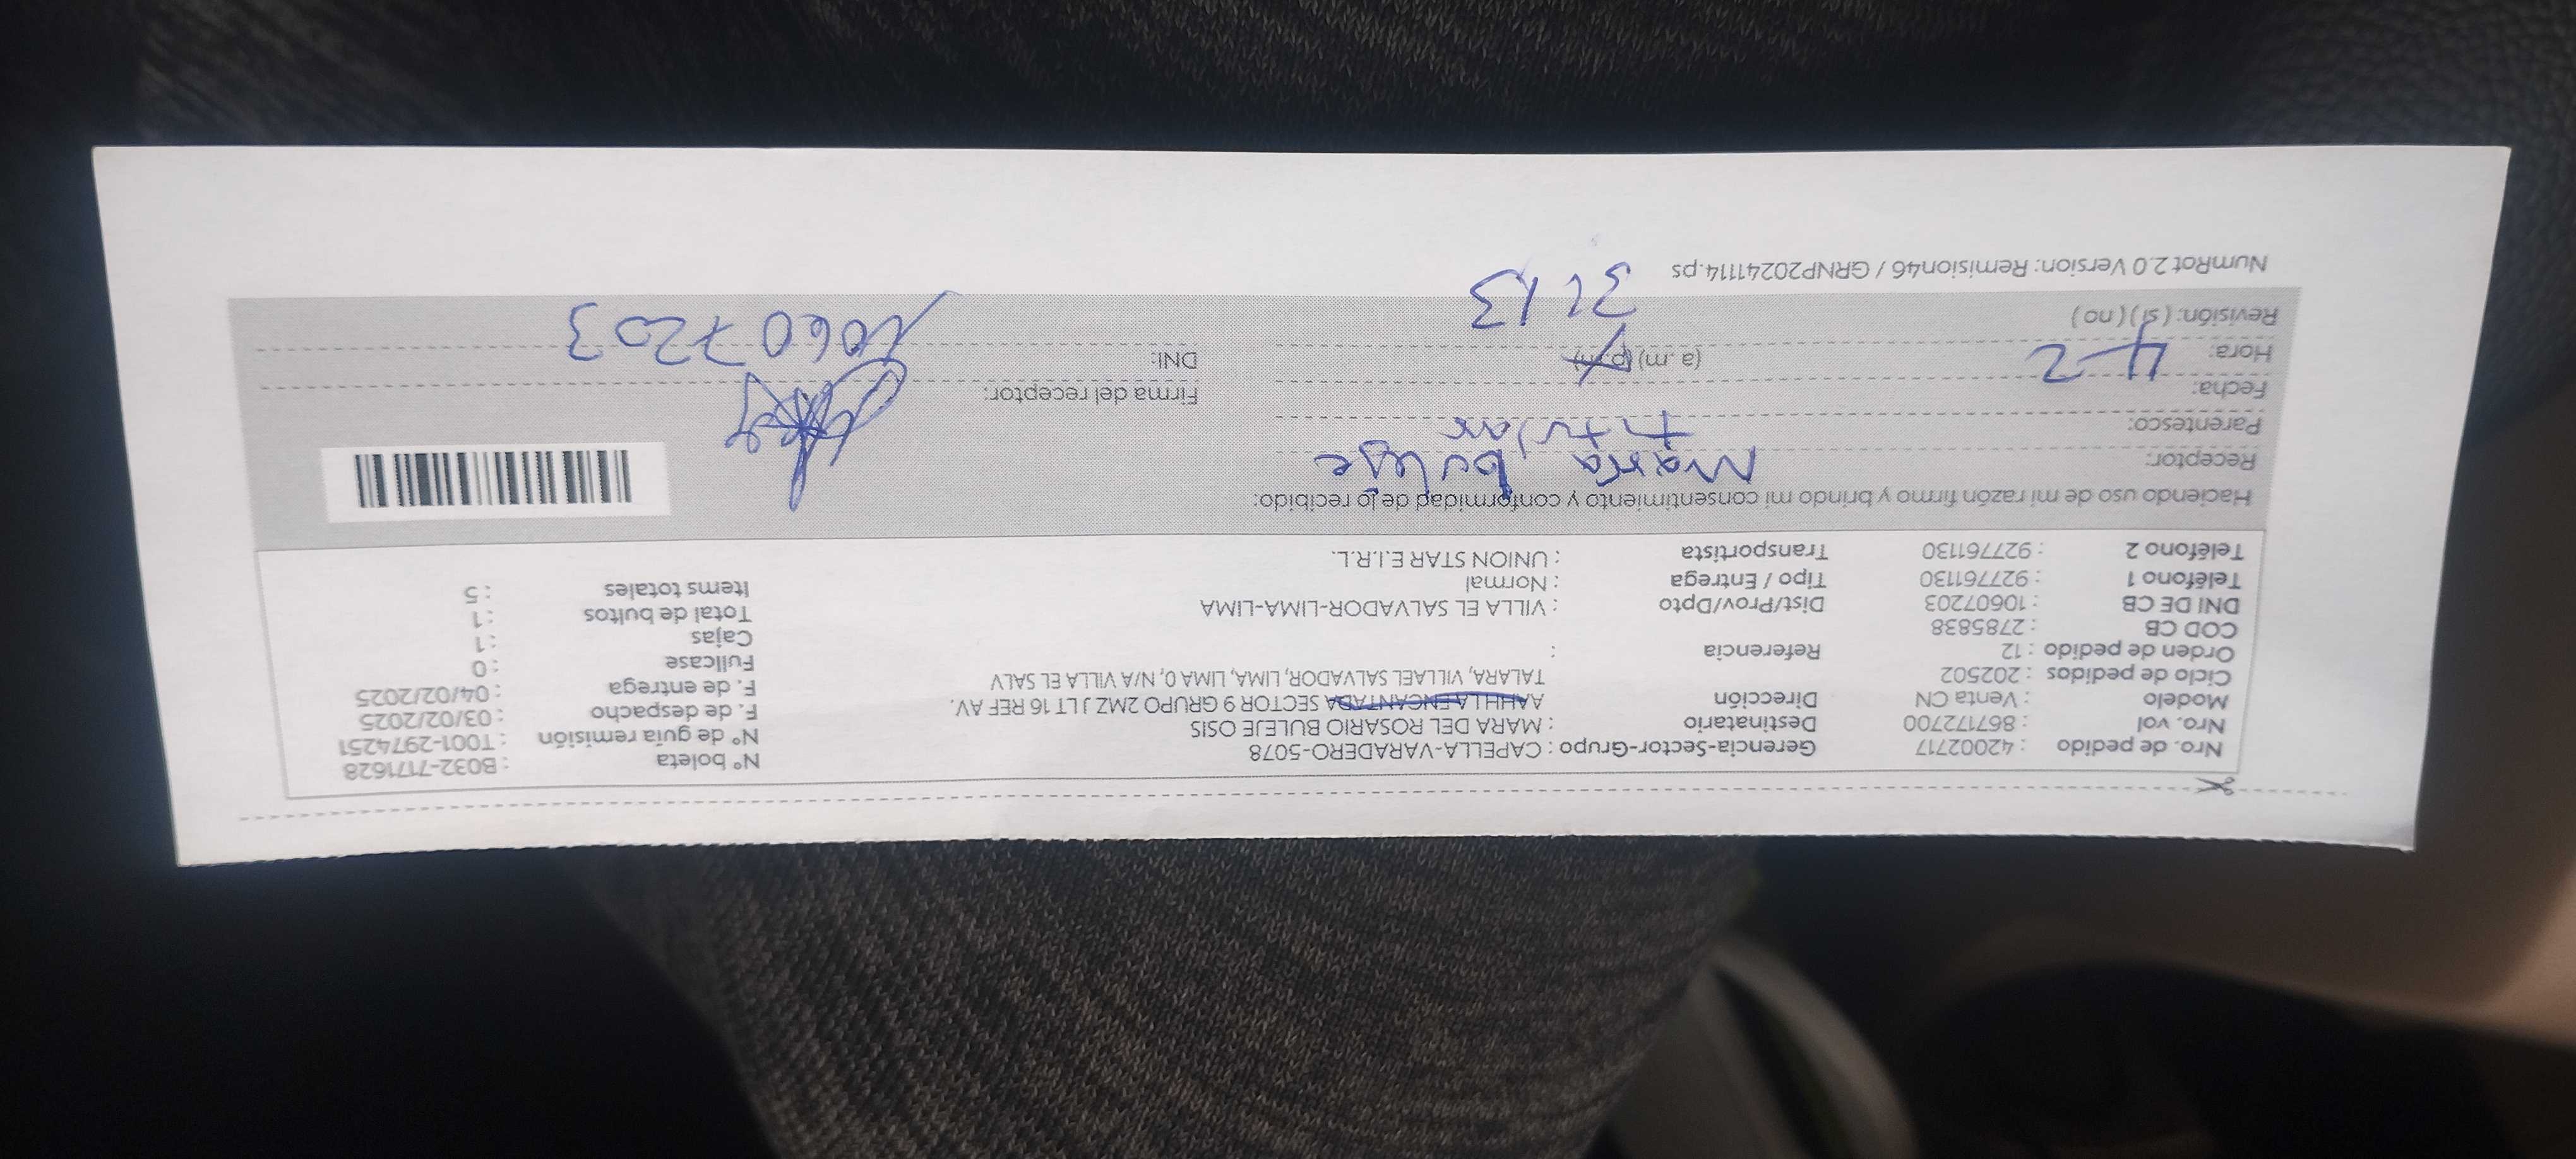 Nro. de pedido : 42002717 Gerencia-Sector-Grupo : CAPELLA-VARADERO-5078 N° boleta : B032-7171628
Nro. vol : 867172700 Destinatario : MARA DEL ROSARIO BULEJE OSIS N° de guía remisión : T001-2974251
Modelo : Venta CN Dirección AAHHLLA ENCANTADA SECTOR 9 GRUPO 2MZ J LT 16 REF AV. F. de despacho : 03/02/2025
Ciclo de pedidos : 202502 TALARA, VILLAEL SALVADOR, LIMA, LIMA 0, N/A VILLA EL SALV F. de entrega : 04/02/2025
Orden de pedido : 12 Referencia : Fullcase : 0
COD CB : 2785838 Cajas : 1
DNI DE CB : 10607203 Dist/Prov/Dpto : VILLA EL SALVADOR-LIMA-LIMA Total de bultos : 1
Teléfono 1 : 927761130 Tipo / Entrega : Normal Items totales : 5
Teléfono 2 : 927761130 Transportista : UNION STAR E.I.R.L.
Haciendo uso de mi razón firmo y brindo mi consentimiento y conformidad de lo recibido:
Receptor: María buleje
Parentesco: titular
Fecha: 4-2 Firma del receptor:
Hora: (a.m) (p.m) DNI: 10607203
Revisión: ( si ) ( no ) 3113
NumRot 2.0 Version: Remision46 / GRNP20241114.ps